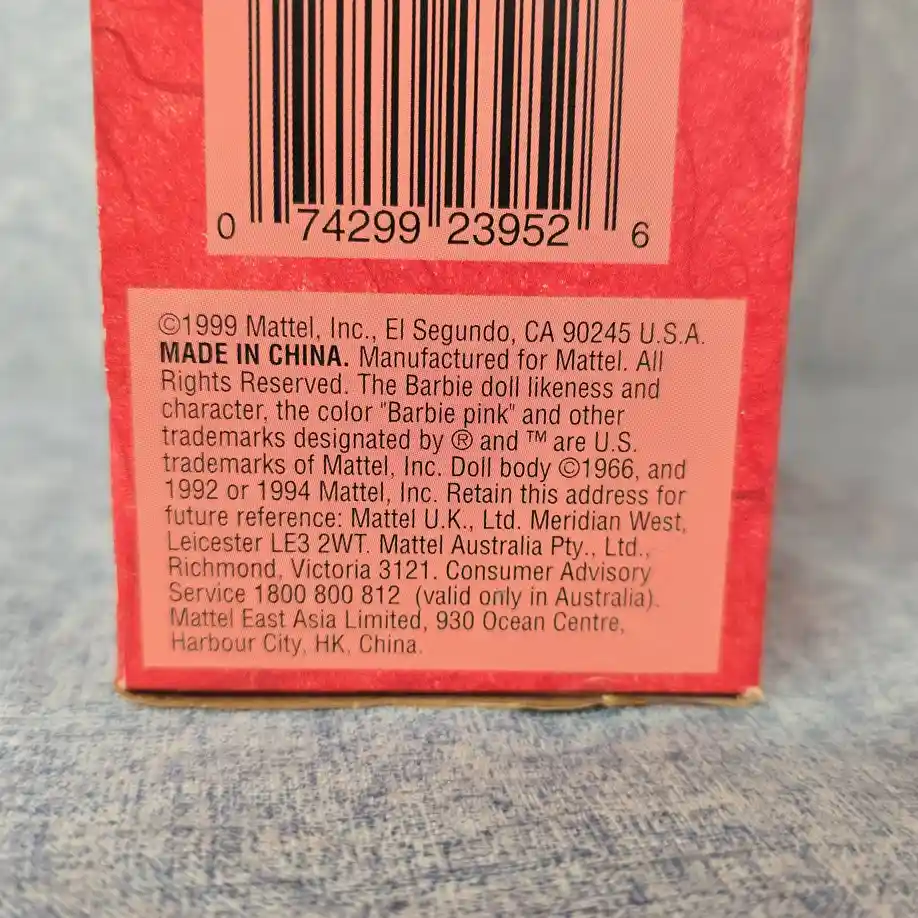 0 74299 23952 6
©1999 Mattel, Inc., El Segundo, CA 90245 U.S.A.
MADE IN CHINA. Manufactured for Mattel. All
Rights Reserved. The Barbie doll likeness and
character, the color "Barbie pink" and other
trademarks designated by ® and ™ are U.S.
trademarks of Mattel, Inc. Doll body ©1966, and
1992 or 1994 Mattel, Inc. Retain this address for
future reference: Mattel U.K., Ltd. Meridian West,
Leicester LE3 2WT. Mattel Australia Pty., Ltd.,
Richmond, Victoria 3121. Consumer Advisory
Service 1800 800 812 (valid only in Australia).
Mattel East Asia Limited, 930 Ocean Centre,
Harbour City, HK, China.